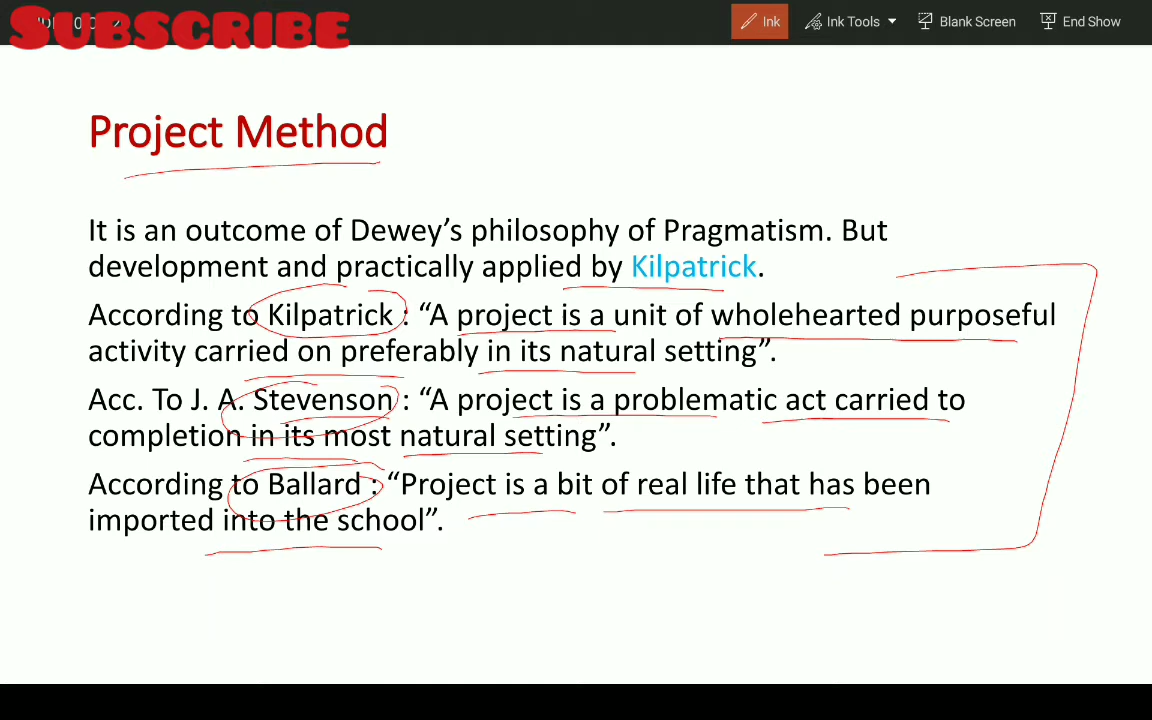 SUBSCRIBE
Ink
Ink Tools
Blank Screen
End Show
Project Method
It is an outcome of Dewey’s philosophy of Pragmatism. But
development and practically applied by Kilpatrick.
According to Kilpatrick : “A project is a unit of wholehearted purposeful
activity carried on preferably in its natural setting”.
Acc. To J. A. Stevenson : “A project is a problematic act carried to
completion in its most natural setting”.
According to Ballard : “Project is a bit of real life that has been
imported into the school”.